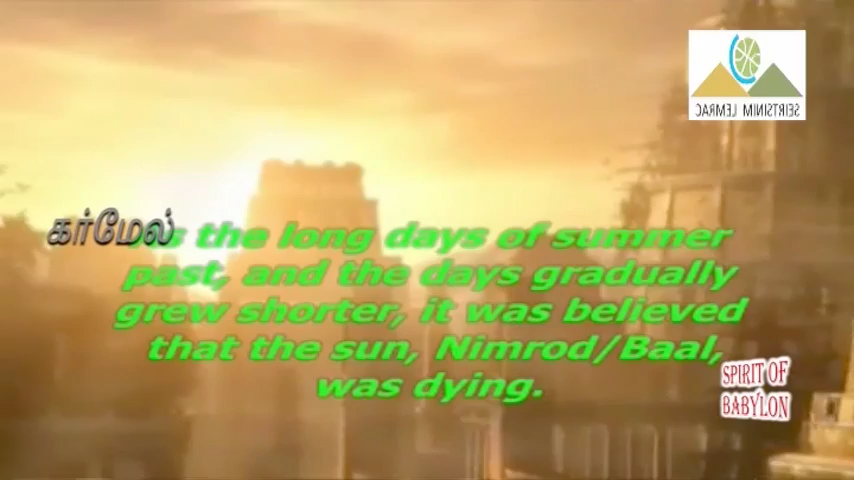 CARMEL MINISTRIES
கர்மேல்
the long days of summer
past, and the days gradually
grew shorter, it was believed
that the sun, Nimrod/Baal,
was dying.
SPIRIT OF
BABYLON